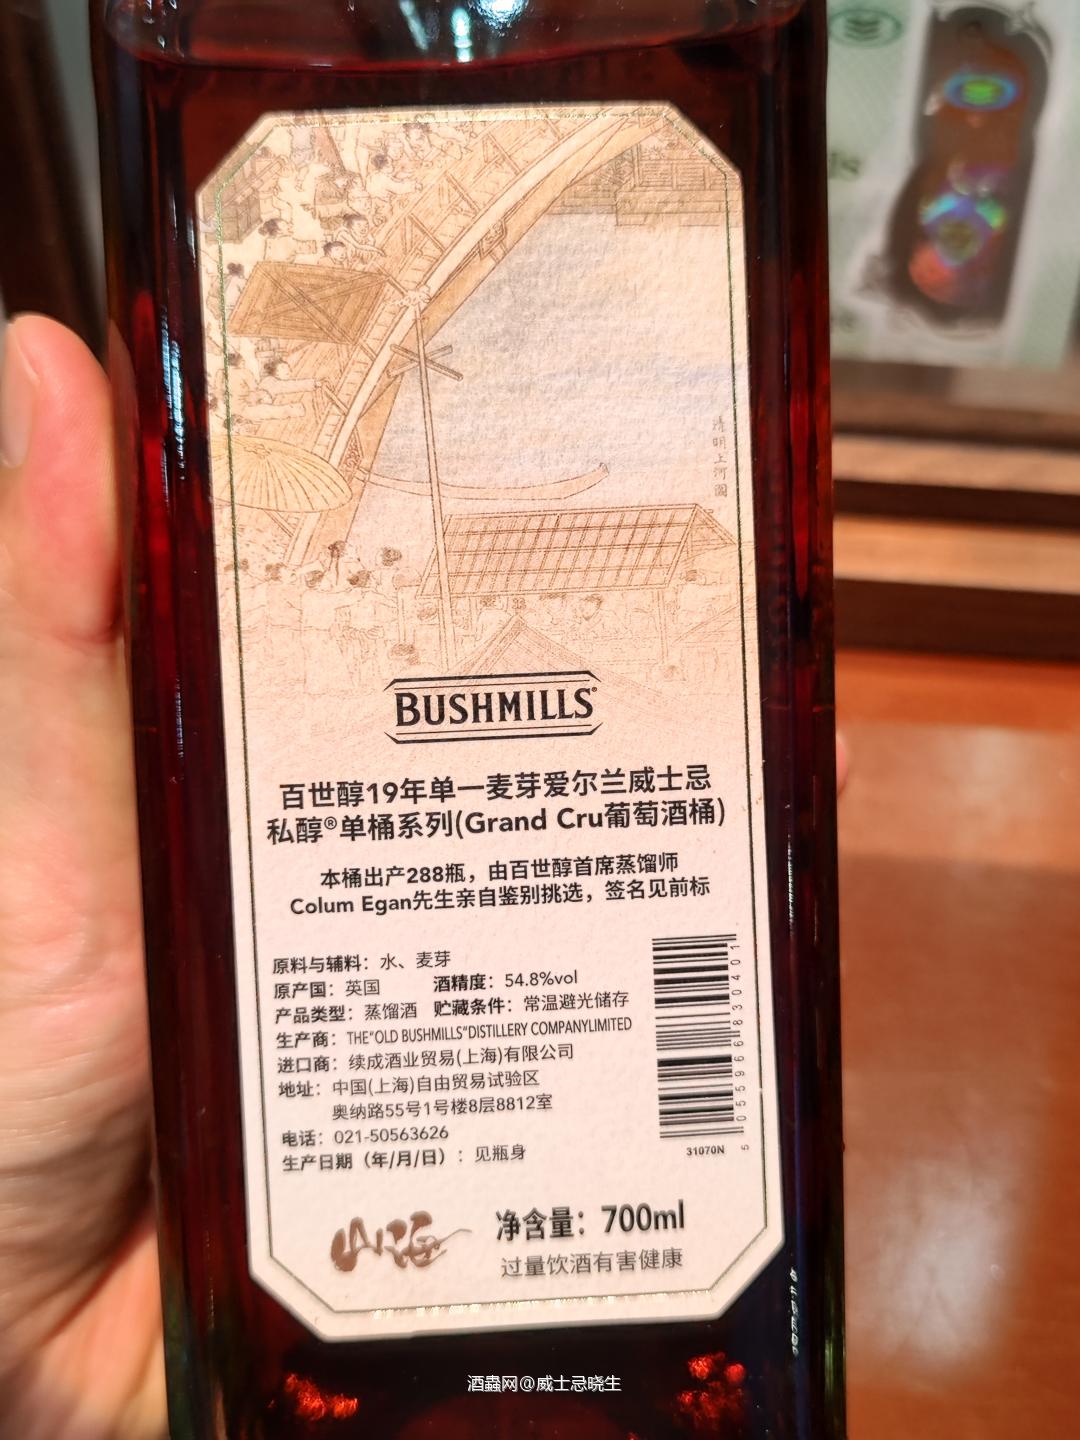 清明上河圖
BUSHMILLS®
百世醇19年单一麦芽爱尔兰威士忌
私醇®单桶系列(Grand Cru葡萄酒桶)
本桶出产288瓶，由百世醇首席蒸馏师
Colum Egan先生亲自鉴别挑选，签名见前标
原料与辅料：水、麦芽
原产国：英国 酒精度：54.8%vol
产品类型：蒸馏酒 贮藏条件：常温避光储存
生产商：THE"OLD BUSHMILLS"DISTILLERY COMPANYLIMITED
进口商：续成酒业贸易(上海)有限公司
地址：中国(上海)自由贸易试验区
奥纳路55号1号楼8层8812室
电话：021-50563626
生产日期（年/月/日）：见瓶身
5055966830401
31070N
山海
净含量：700ml
过量饮酒有害健康
酒蟲网@威士忌晓生